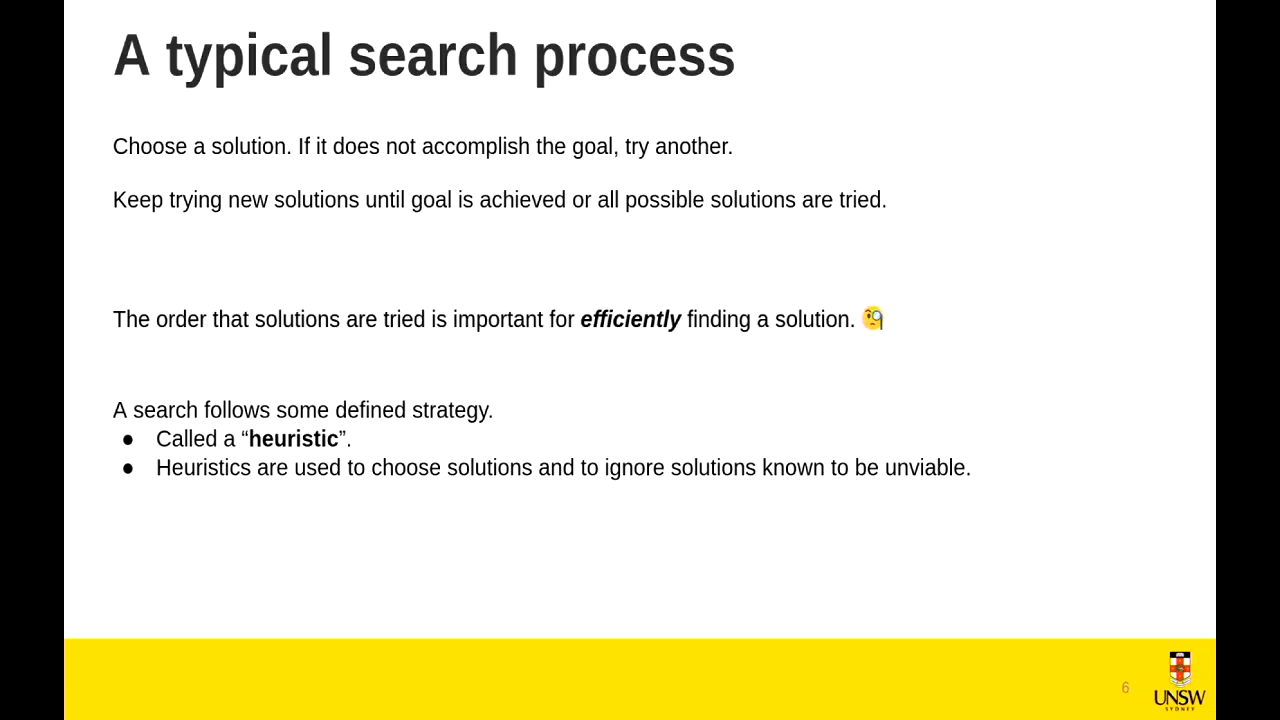 A typical search process
Choose a solution. If it does not accomplish the goal, try another.
Keep trying new solutions until goal is achieved or all possible solutions are tried.
The order that solutions are tried is important for efficiently finding a solution. 🧐
A search follows some defined strategy.
● Called a “heuristic”.
● Heuristics are used to choose solutions and to ignore solutions known to be unviable.
6
UNSW
SYDNEY